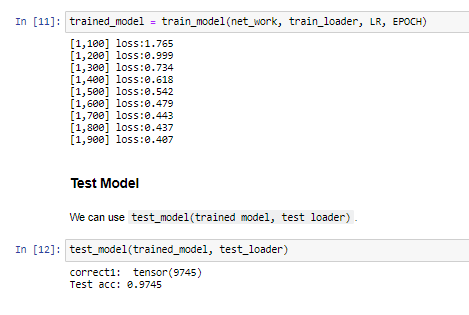 In [11]: trained_model = train_model(net_work, train_loader, LR, EPOCH)
[1,100] loss:1.765
[1,200] loss:0.999
[1,300] loss:0.734
[1,400] loss:0.618
[1,500] loss:0.542
[1,600] loss:0.479
[1,700] loss:0.443
[1,800] loss:0.437
[1,900] loss:0.407
Test Model
We can use test_model(trained model, test loader).
In [12]: test_model(trained_model, test_loader)
correct1:  tensor(9745)
Test acc: 0.9745